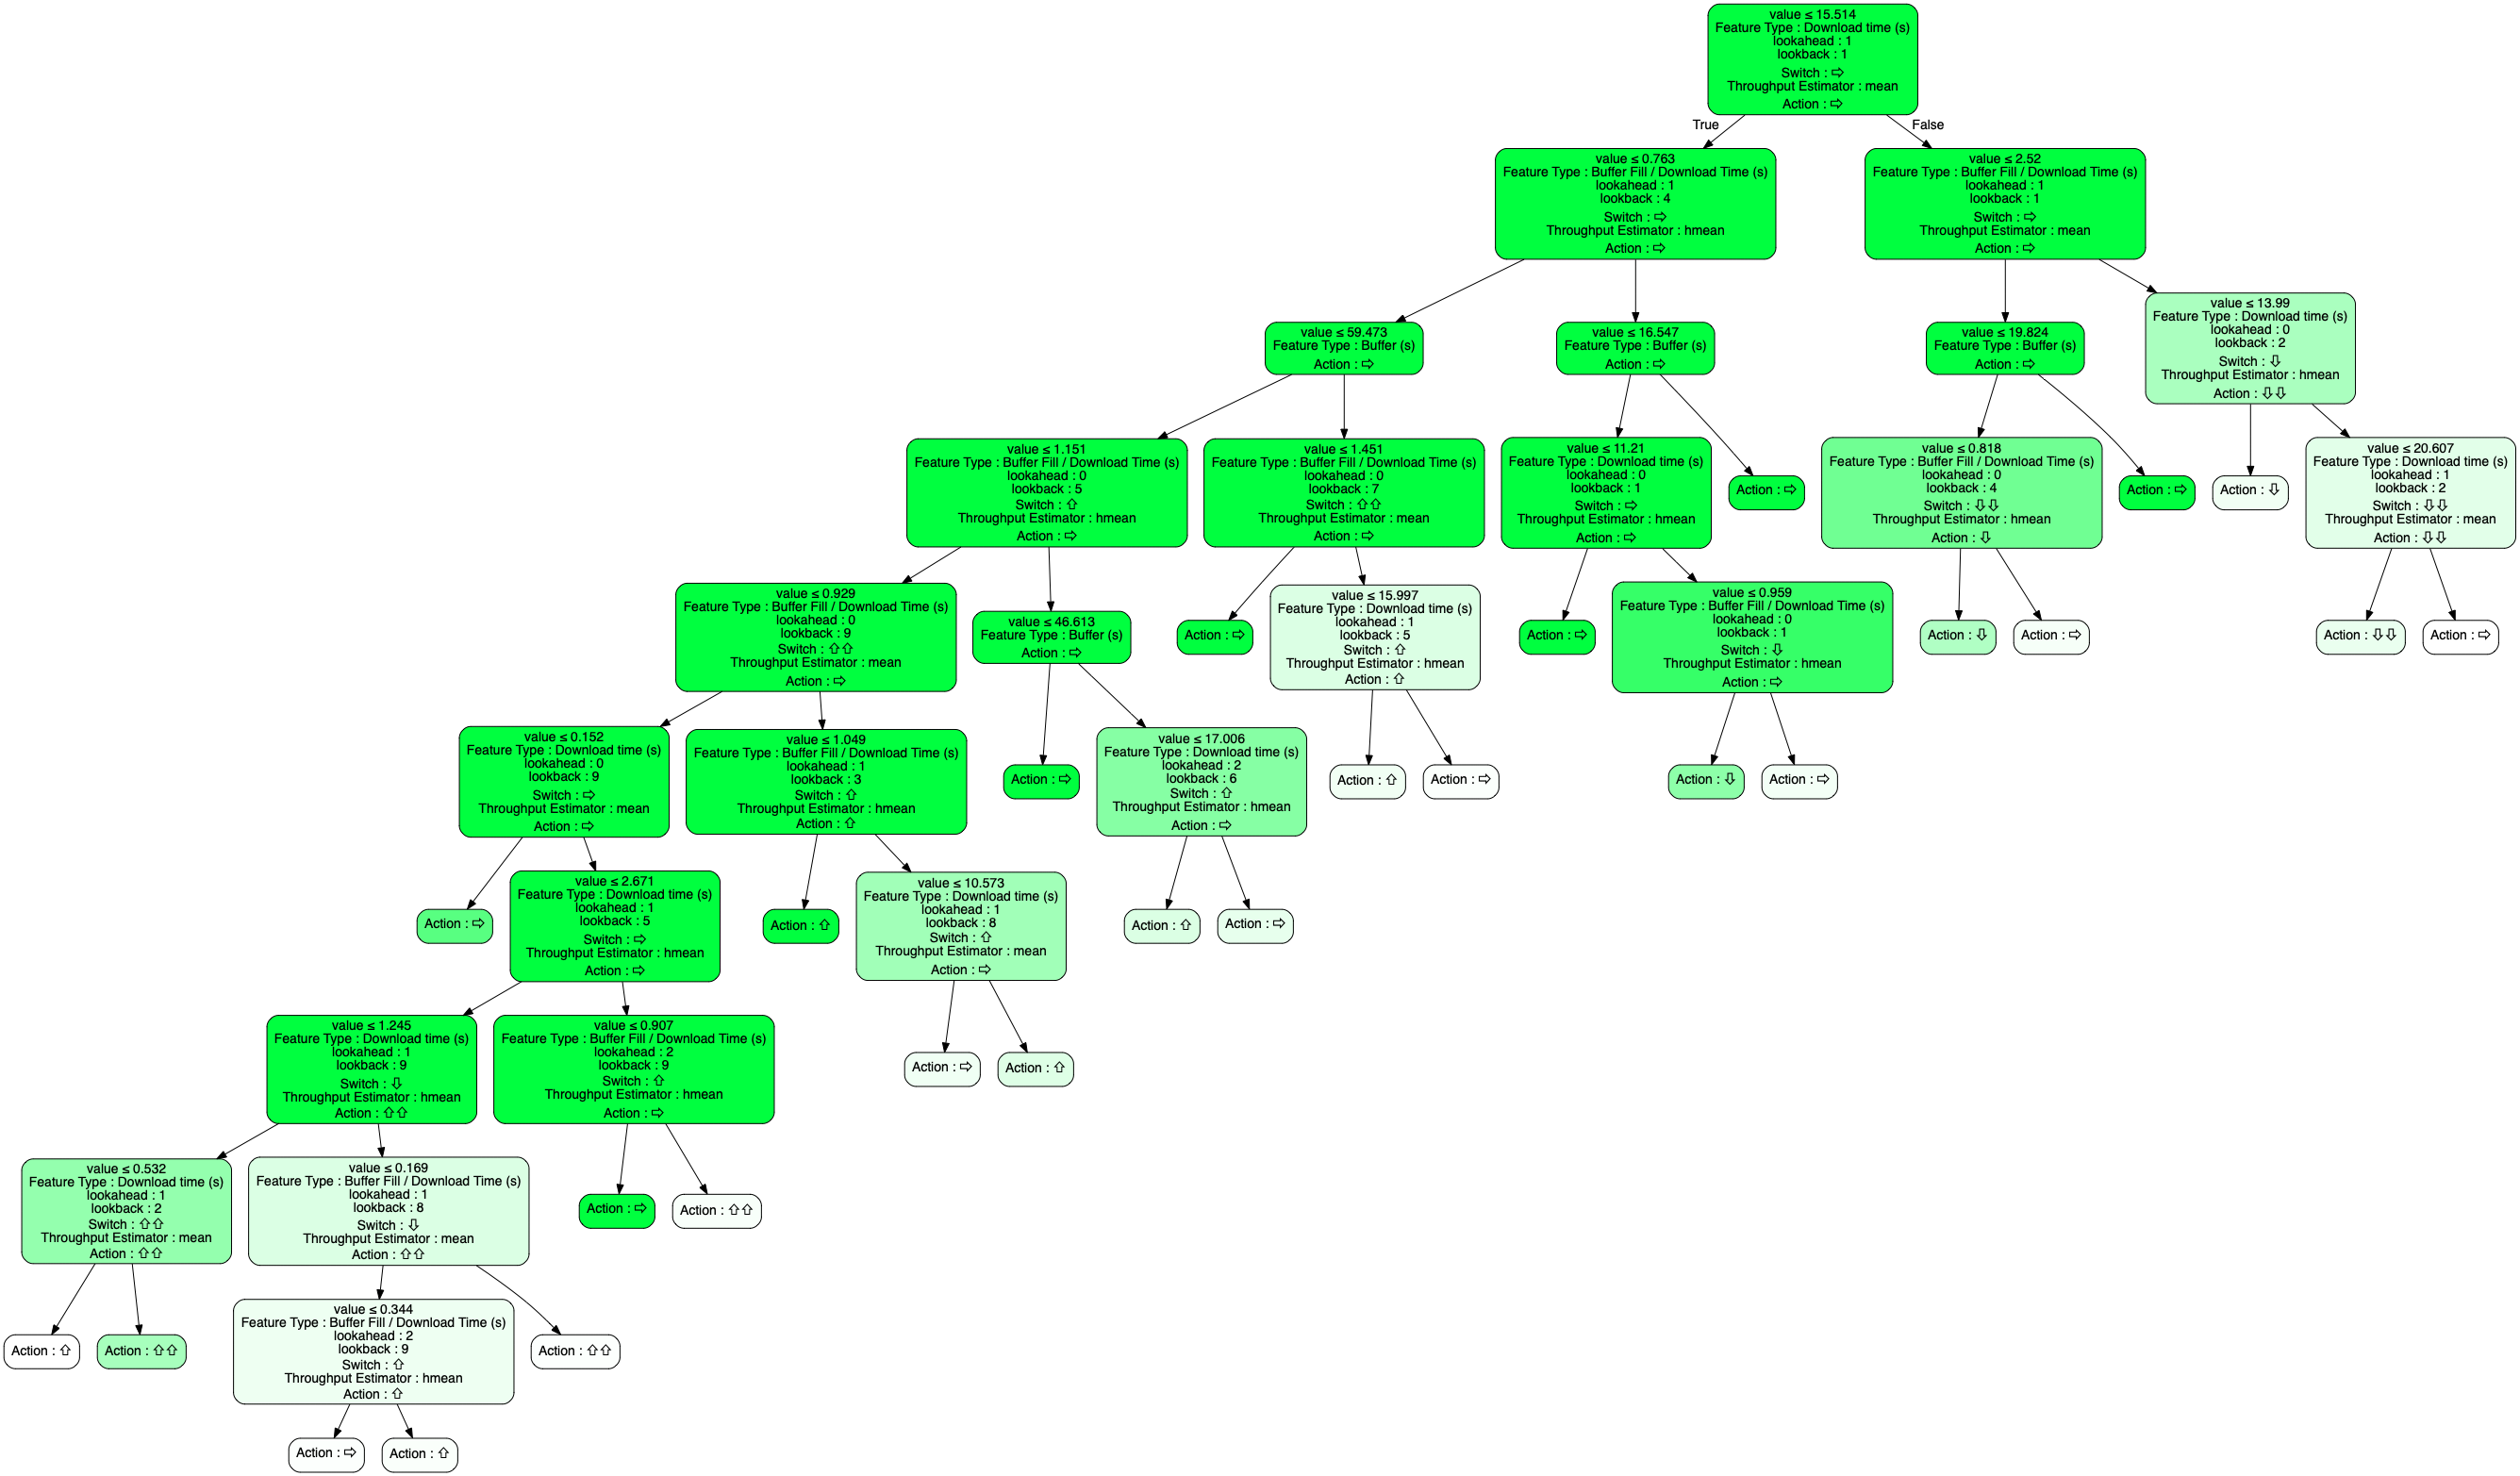 value ≤ 15.514
Feature Type : Download time (s)
lookahead : 1
lookback : 1
Switch : ⇨
Throughput Estimator : mean
Action : ⇨
True
False
value ≤ 0.763
Feature Type : Buffer Fill / Download Time (s)
lookahead : 1
lookback : 4
Switch : ⇨
Throughput Estimator : hmean
Action : ⇨
value ≤ 2.52
Feature Type : Buffer Fill / Download Time (s)
lookahead : 1
lookback : 1
Switch : ⇨
Throughput Estimator : mean
Action : ⇨
value ≤ 59.473
Feature Type : Buffer (s)
Action : ⇨
value ≤ 16.547
Feature Type : Buffer (s)
Action : ⇨
value ≤ 19.824
Feature Type : Buffer (s)
Action : ⇨
value ≤ 13.99
Feature Type : Download time (s)
lookahead : 0
lookback : 2
Switch : ⇩
Throughput Estimator : hmean
Action : ⇩⇩
value ≤ 1.151
Feature Type : Buffer Fill / Download Time (s)
lookahead : 0
lookback : 5
Switch : ⇧
Throughput Estimator : hmean
Action : ⇨
value ≤ 1.451
Feature Type : Buffer Fill / Download Time (s)
lookahead : 0
lookback : 7
Switch : ⇧⇧
Throughput Estimator : mean
Action : ⇨
value ≤ 11.21
Feature Type : Download time (s)
lookahead : 0
lookback : 1
Switch : ⇨
Throughput Estimator : hmean
Action : ⇨
Action : ⇨
value ≤ 0.818
Feature Type : Buffer Fill / Download Time (s)
lookahead : 0
lookback : 4
Switch : ⇩⇩
Throughput Estimator : hmean
Action : ⇩
Action : ⇨
Action : ⇩
value ≤ 20.607
Feature Type : Download time (s)
lookahead : 1
lookback : 2
Switch : ⇩⇩
Throughput Estimator : mean
Action : ⇩⇩
value ≤ 0.929
Feature Type : Buffer Fill / Download Time (s)
lookahead : 0
lookback : 9
Switch : ⇧⇧
Throughput Estimator : mean
Action : ⇨
value ≤ 46.613
Feature Type : Buffer (s)
Action : ⇨
Action : ⇨
value ≤ 15.997
Feature Type : Download time (s)
lookahead : 1
lookback : 5
Switch : ⇧
Throughput Estimator : hmean
Action : ⇧
Action : ⇨
value ≤ 0.959
Feature Type : Buffer Fill / Download Time (s)
lookahead : 0
lookback : 1
Switch : ⇩
Throughput Estimator : hmean
Action : ⇨
Action : ⇩
Action : ⇨
Action : ⇩⇩
Action : ⇨
value ≤ 0.152
Feature Type : Download time (s)
lookahead : 0
lookback : 9
Switch : ⇨
Throughput Estimator : mean
Action : ⇨
value ≤ 1.049
Feature Type : Buffer Fill / Download Time (s)
lookahead : 1
lookback : 3
Switch : ⇧
Throughput Estimator : hmean
Action : ⇧
Action : ⇨
value ≤ 17.006
Feature Type : Download time (s)
lookahead : 2
lookback : 6
Switch : ⇧
Throughput Estimator : hmean
Action : ⇨
Action : ⇧
Action : ⇨
Action : ⇩
Action : ⇨
Action : ⇨
value ≤ 2.671
Feature Type : Download time (s)
lookahead : 1
lookback : 5
Switch : ⇨
Throughput Estimator : hmean
Action : ⇨
Action : ⇧
value ≤ 10.573
Feature Type : Download time (s)
lookahead : 1
lookback : 8
Switch : ⇧
Throughput Estimator : mean
Action : ⇨
Action : ⇧
Action : ⇨
value ≤ 1.245
Feature Type : Download time (s)
lookahead : 1
lookback : 9
Switch : ⇩
Throughput Estimator : hmean
Action : ⇧⇧
value ≤ 0.907
Feature Type : Buffer Fill / Download Time (s)
lookahead : 2
lookback : 9
Switch : ⇧
Throughput Estimator : hmean
Action : ⇨
Action : ⇨
Action : ⇧
value ≤ 0.532
Feature Type : Download time (s)
lookahead : 1
lookback : 2
Switch : ⇧⇧
Throughput Estimator : mean
Action : ⇧⇧
value ≤ 0.169
Feature Type : Buffer Fill / Download Time (s)
lookahead : 1
lookback : 8
Switch : ⇩
Throughput Estimator : mean
Action : ⇧⇧
Action : ⇨
Action : ⇧⇧
Action : ⇧
Action : ⇧⇧
value ≤ 0.344
Feature Type : Buffer Fill / Download Time (s)
lookahead : 2
lookback : 9
Switch : ⇧
Throughput Estimator : hmean
Action : ⇧
Action : ⇧⇧
Action : ⇨
Action : ⇧